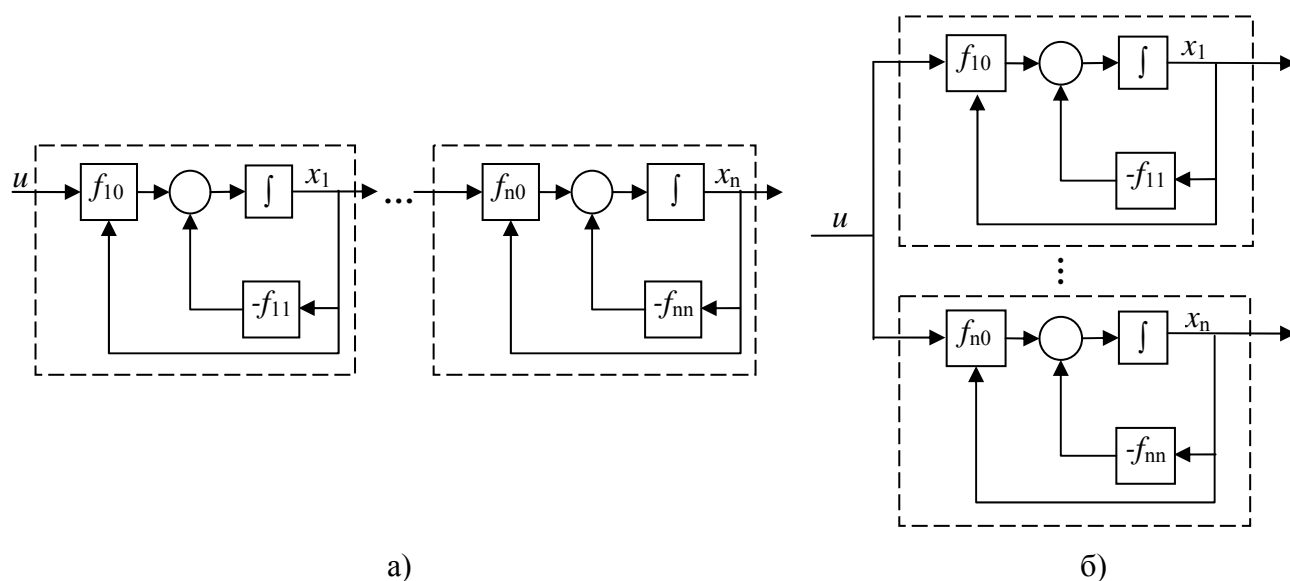 u f10 ∫ x1
-f11
...
fn0 ∫ xn
-fnn
а)
u
f10 ∫ x1
-f11
...
fn0 ∫ xn
-fnn
б)